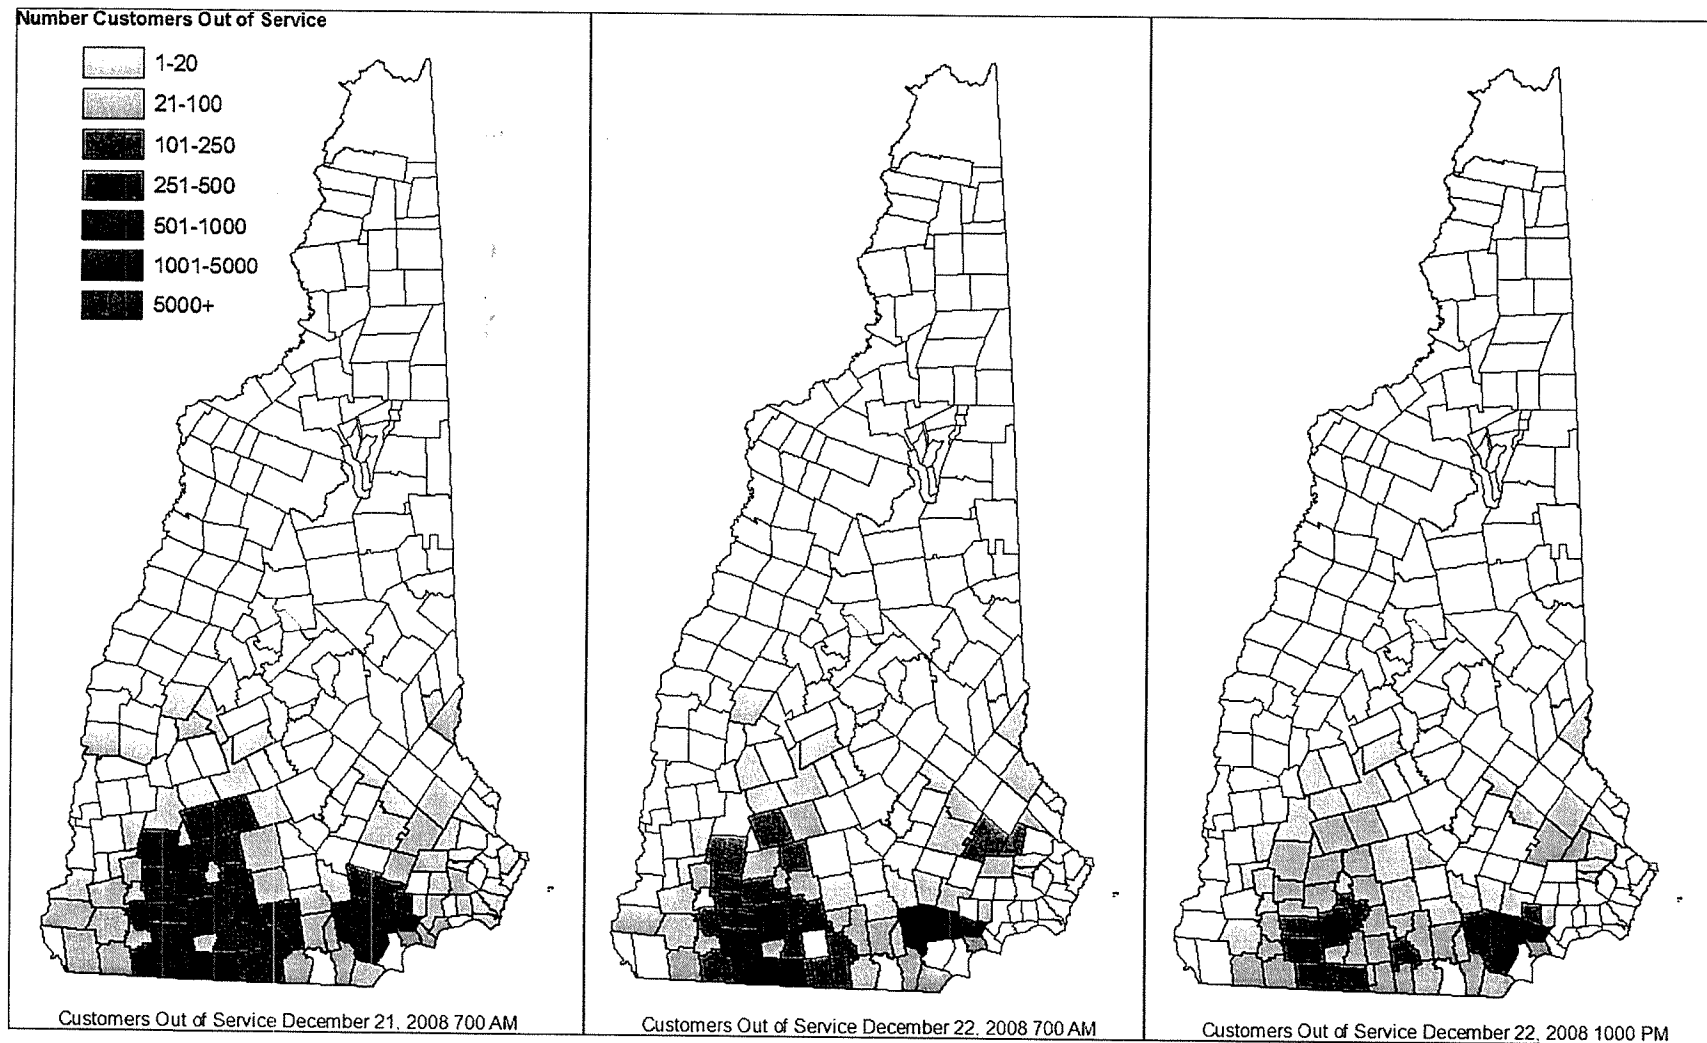 Number Customers Out of Service
1-20
21-100
101-250
251-500
501-1000
1001-5000
5000+
Customers Out of Service December 21, 2008 700 AM
Customers Out of Service December 22, 2008 700 AM
Customers Out of Service December 22, 2008 1000 PM